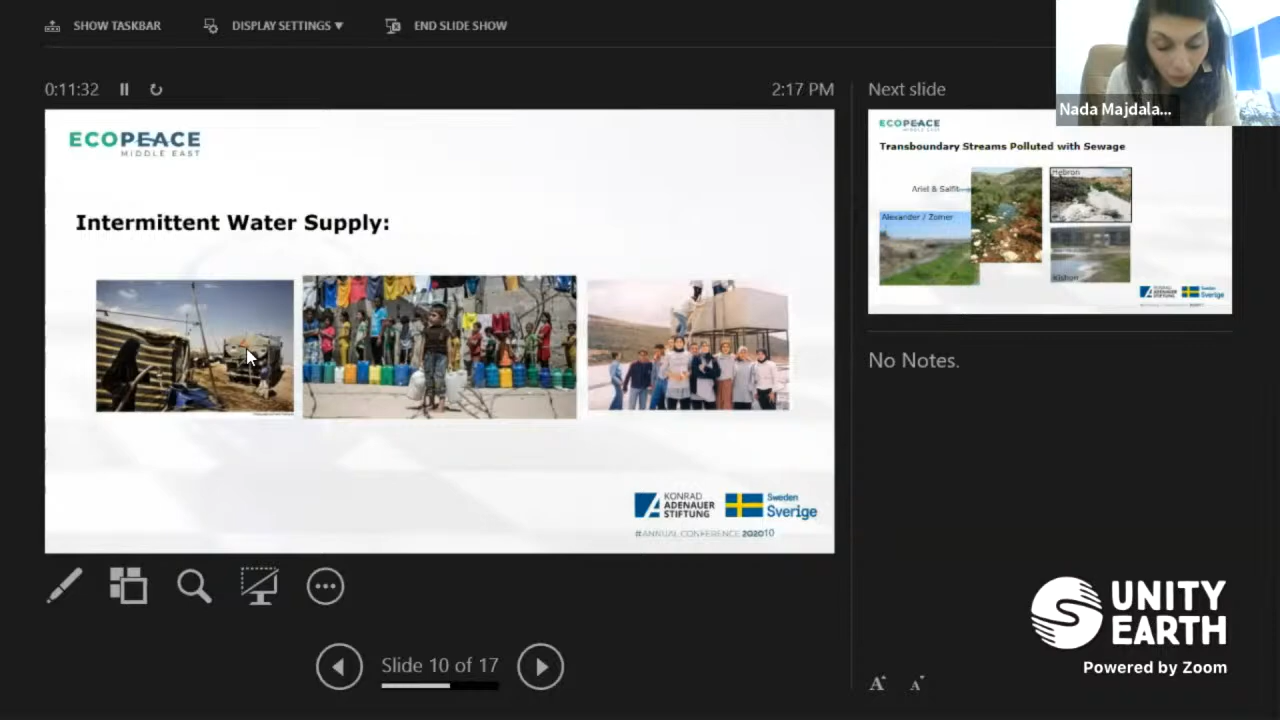 SHOW TASKBAR
DISPLAY SETTINGS ▼
END SLIDE SHOW
0:11:32
2:17 PM
Next slide
Nada Majdala...
ECOPEACE
MIDDLE EAST
Intermittent Water Supply:
KONRAD
ADENAUER
STIFTUNG
Sweden
Sverige
#ANNUAL CONFERENCE 2020
10
ECOPEACE
MIDDLE EAST
Transboundary Streams Polluted with Sewage
Ariel & Salfit
Hebron
Alexander / Zomer
Kishon
KONRAD
ADENAUER
STIFTUNG
Sweden
Sverige
No Notes.
Slide 10 of 17
A
A
UNITY
EARTH
Powered by Zoom